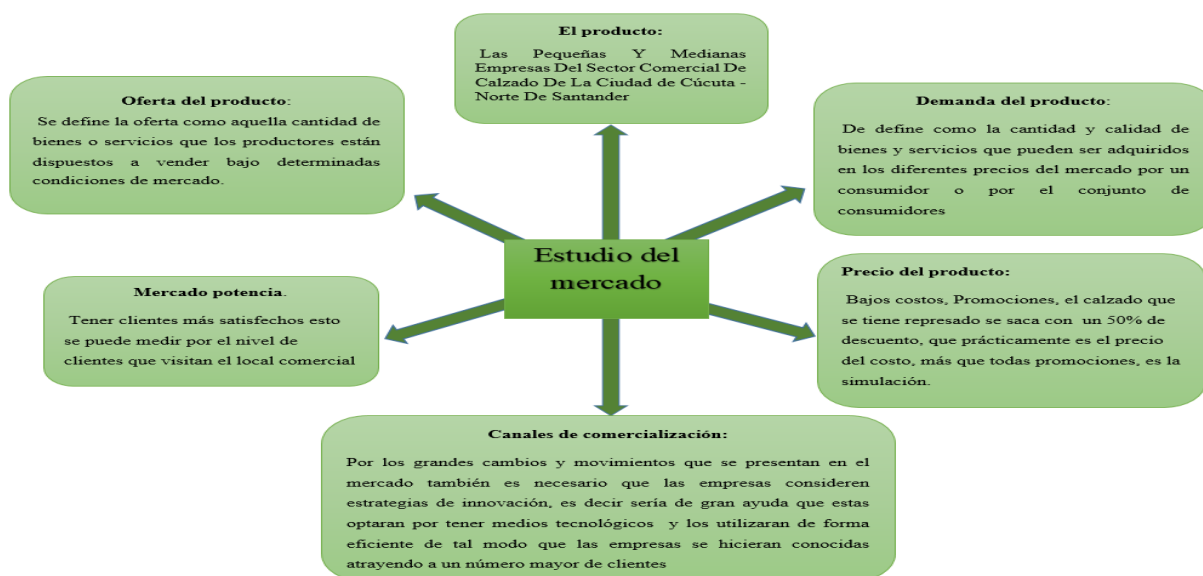 El producto:
Las Pequeñas Y Medianas
Empresas Del Sector Comercial De
Calzado De La Ciudad de Cúcuta -
Norte De Santander
Oferta del producto:
Se define la oferta como aquella cantidad de
bienes o servicios que los productores están
dispuestos a vender bajo determinadas
condiciones de mercado.
Demanda del producto:
De define como la cantidad y calidad de
bienes y servicios que pueden ser adquiridos
en los diferentes precios del mercado por un
consumidor o por el conjunto de
consumidores
Estudio del
mercado
Mercado potencia.
Tener clientes más satisfechos esto
se puede medir por el nivel de
clientes que visitan el local comercial
Precio del producto:
Bajos costos, Promociones, el calzado que
se tiene represado se saca con un 50% de
descuento, que prácticamente es el precio
del costo, más que todas promociones, es la
simulación.
Canales de comercialización:
Por los grandes cambios y movimientos que se presentan en el
mercado también es necesario que las empresas consideren
estrategias de innovación, es decir sería de gran ayuda que estas
optaran por tener medios tecnológicos y los utilizaran de forma
eficiente de tal modo que las empresas se hicieran conocidas
atrayendo a un número mayor de clientes